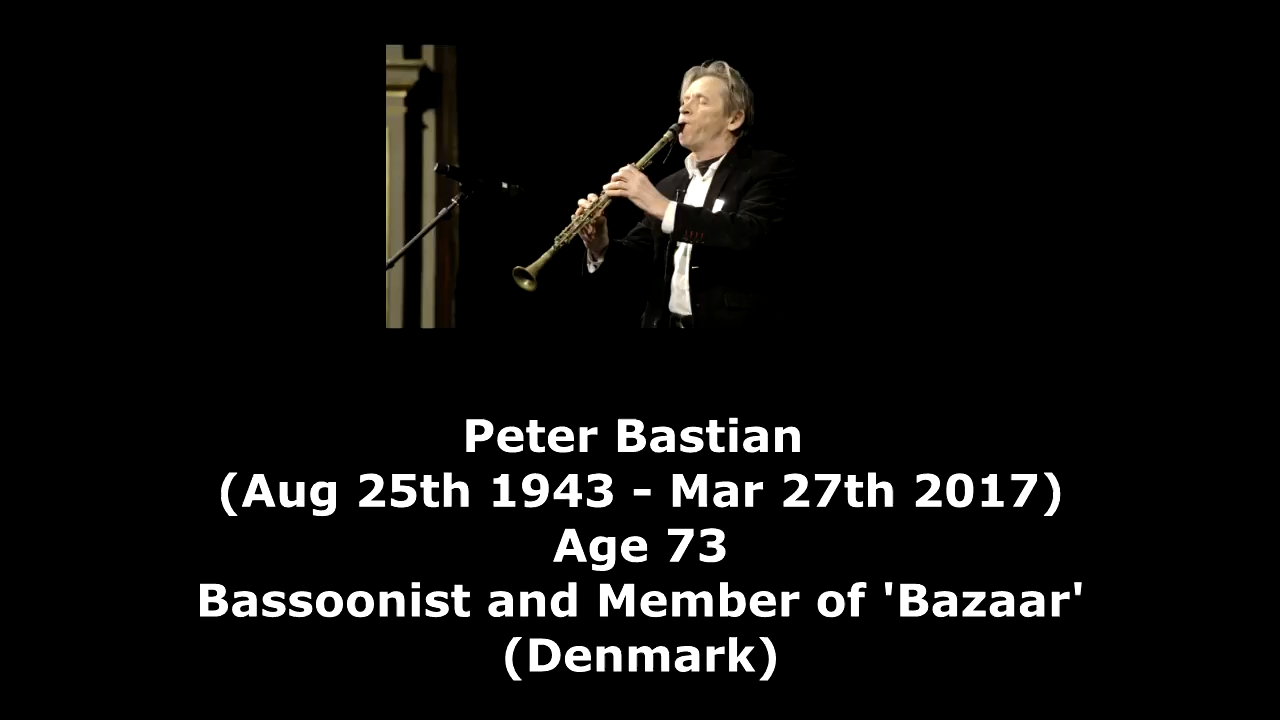 Peter Bastian
(Aug 25th 1943 - Mar 27th 2017)
Age 73
Bassoonist and Member of 'Bazaar'
(Denmark)